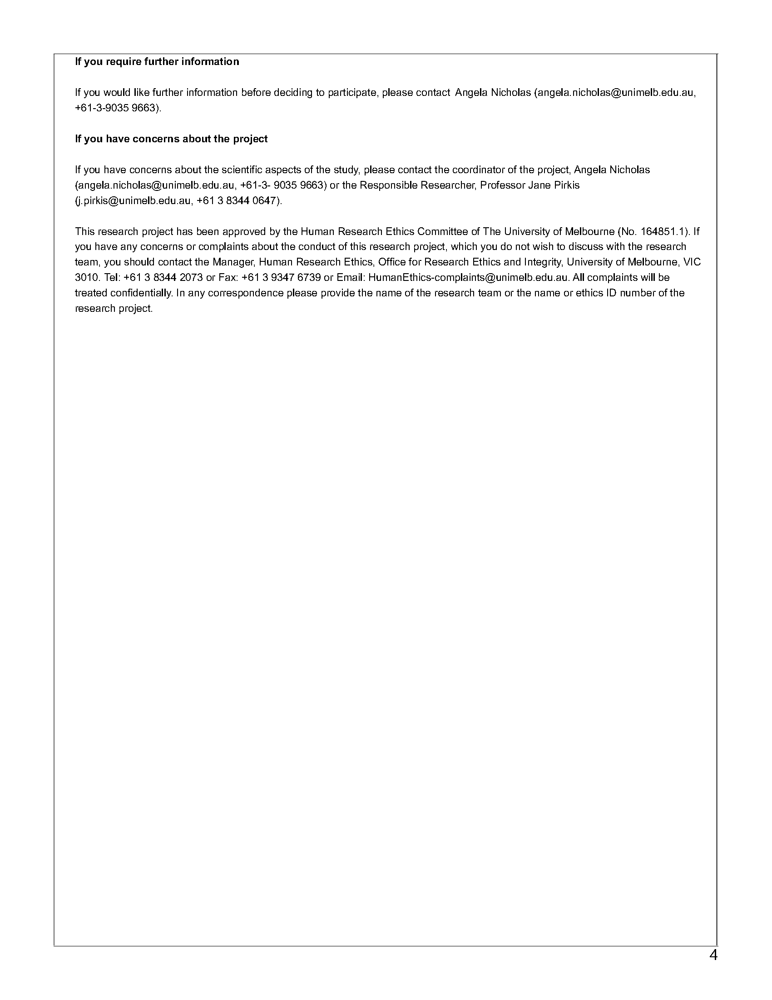 If you require further information
If you would like further information before deciding to participate, please contact  Angela Nicholas (angela.nicholas@unimelb.edu.au,
+61-3-9035 9663).
If you have concerns about the project
If you have concerns about the scientific aspects of the study, please contact the coordinator of the project, Angela Nicholas
(angela.nicholas@unimelb.edu.au, +61-3- 9035 9663) or the Responsible Researcher, Professor Jane Pirkis
(j.pirkis@unimelb.edu.au, +61 3 8344 0647).
This research project has been approved by the Human Research Ethics Committee of The University of Melbourne (No. 164851.1). If
you have any concerns or complaints about the conduct of this research project, which you do not wish to discuss with the research
team, you should contact the Manager, Human Research Ethics, Office for Research Ethics and Integrity, University of Melbourne, VIC
3010. Tel: +61 3 8344 2073 or Fax: +61 3 9347 6739 or Email: HumanEthics-complaints@unimelb.edu.au. All complaints will be
treated confidentially. In any correspondence please provide the name of the research team or the name or ethics ID number of the
research project.
4